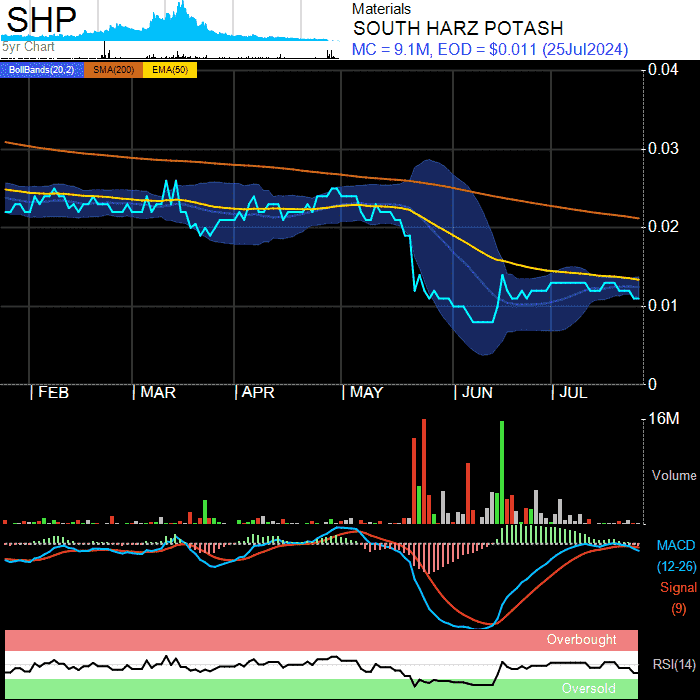 SHP
5yr Chart
Materials
SOUTH HARZ POTASH
MC = 9.1M, EOD = $0.011 (25Jul2024)
BollBands(20,2) SMA(200) EMA(50)
0.04
0.03
0.02
0.01
0
| FEB | MAR | APR | MAY | JUN | JUL
16M
Volume
MACD
(12-26)
Signal
(9)
Overbought
RSI(14)
Oversold